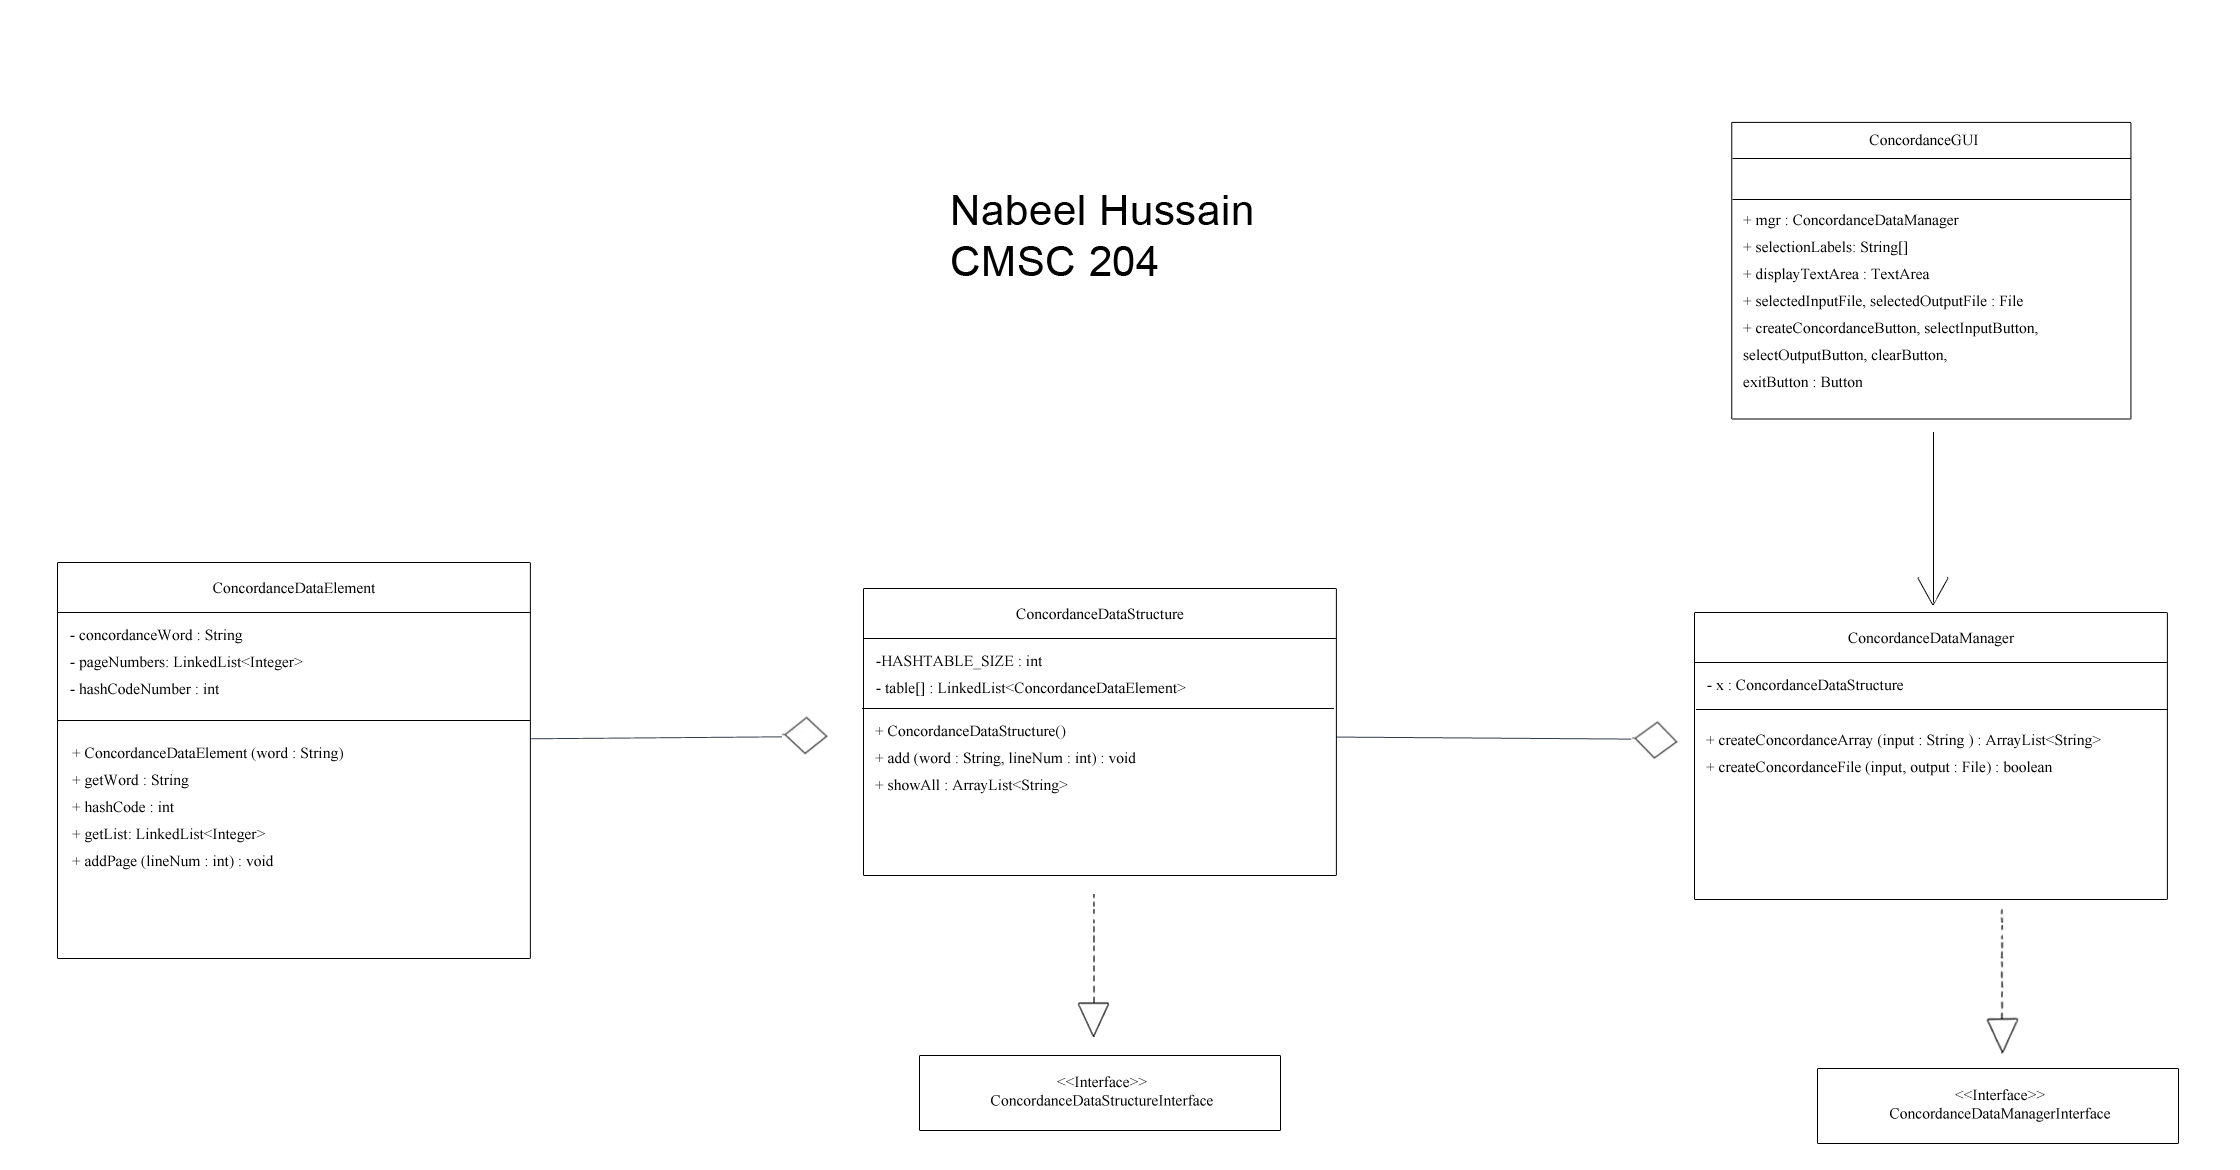 Nabeel Hussain
CMSC 204
ConcordanceGUI
+ mgr : ConcordanceDataManager
+ selectionLabels: String[]
+ displayTextArea : TextArea
+ selectedInputFile, selectedOutputFile : File
+ createConcordanceButton, selectInputButton,
selectOutputButton, clearButton,
exitButton : Button
ConcordanceDataElement
- concordanceWord : String
- pageNumbers: LinkedList<Integer>
- hashCodeNumber : int
+ ConcordanceDataElement (word : String)
+ getWord : String
+ hashCode : int
+ getList: LinkedList<Integer>
+ addPage (lineNum : int) : void
ConcordanceDataStructure
-HASHTABLE_SIZE : int
- table[] : LinkedList<ConcordanceDataElement>
+ ConcordanceDataStructure()
+ add (word : String, lineNum : int) : void
+ showAll : ArrayList<String>
ConcordanceDataManager
- x : ConcordanceDataStructure
+ createConcordanceArray (input : String ) : ArrayList<String>
+ createConcordanceFile (input, output : File) : boolean
<<Interface>>
ConcordanceDataStructureInterface
<<Interface>>
ConcordanceDataManagerInterface